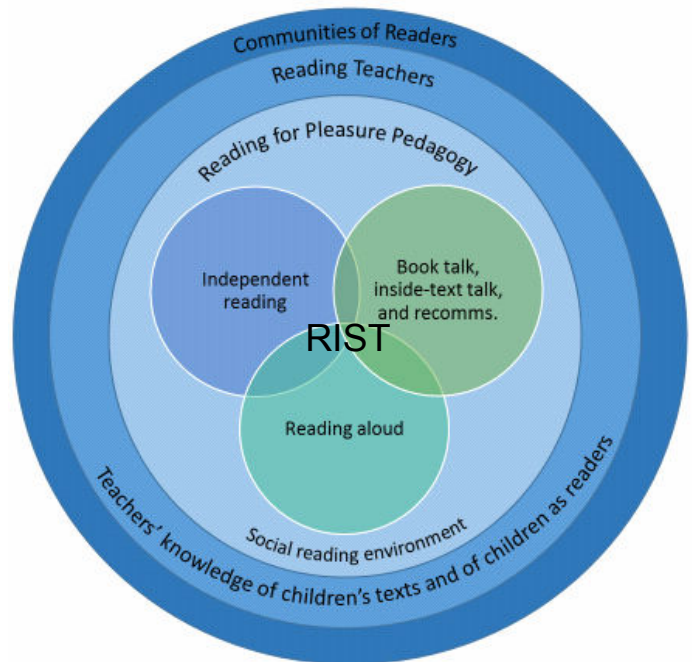 Communities of Readers
Reading Teachers
Reading for Pleasure Pedagogy
Independent
reading
Book talk,
inside-text talk,
and recomms.
RIST
Reading aloud
Social reading environment
Teachers’ knowledge of children’s texts and of children as readers